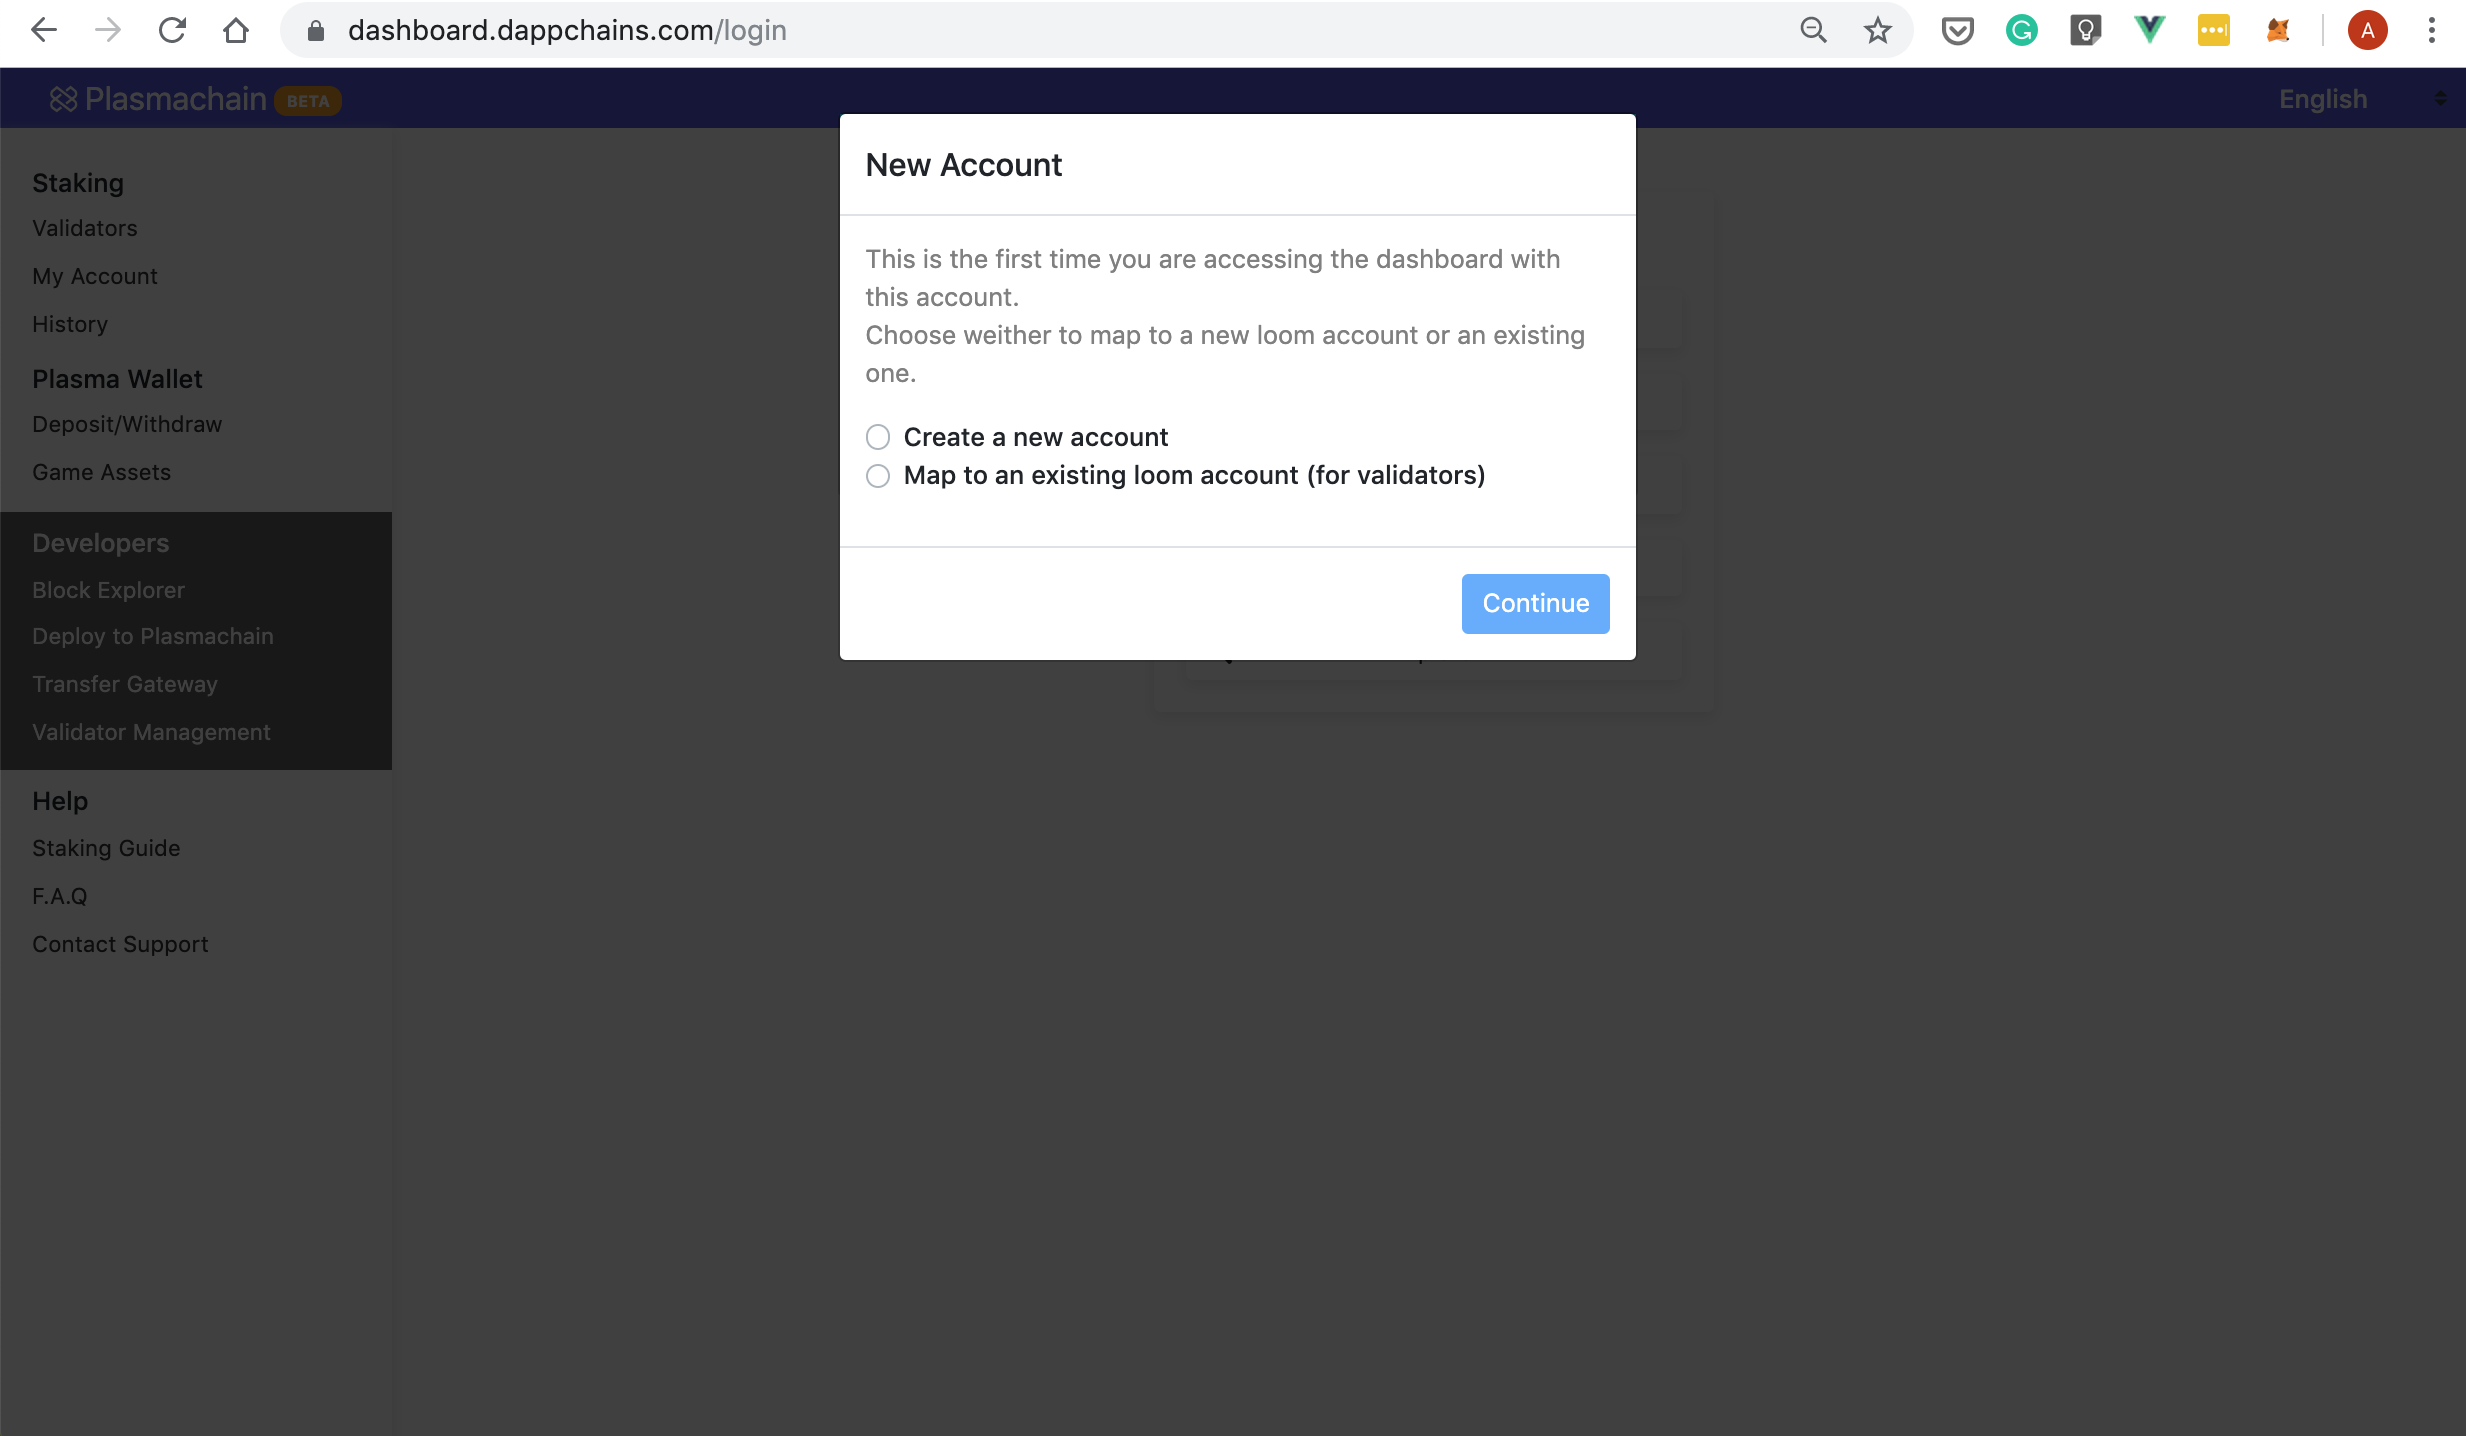 dashboard.dappchains.com/login
A
Plasmachain BETA
English
Staking
Validators
My Account
History
Plasma Wallet
Deposit/Withdraw
Game Assets
Developers
Block Explorer
Deploy to Plasmachain
Transfer Gateway
Validator Management
Help
Staking Guide
F.A.Q
Contact Support
New Account
This is the first time you are accessing the dashboard with
this account.
Choose weither to map to a new loom account or an existing
one.
Create a new account
Map to an existing loom account (for validators)
Continue